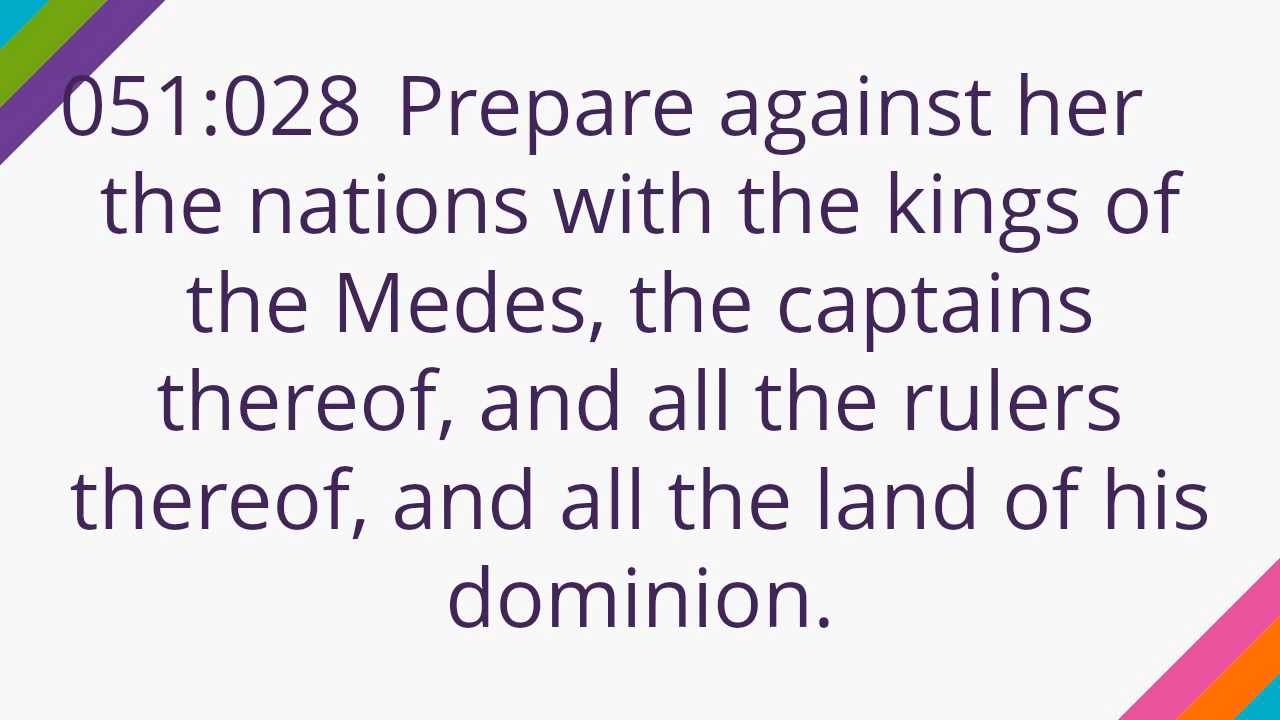 051:028 Prepare against her
the nations with the kings of
the Medes, the captains
thereof, and all the rulers
thereof, and all the land of his
dominion.